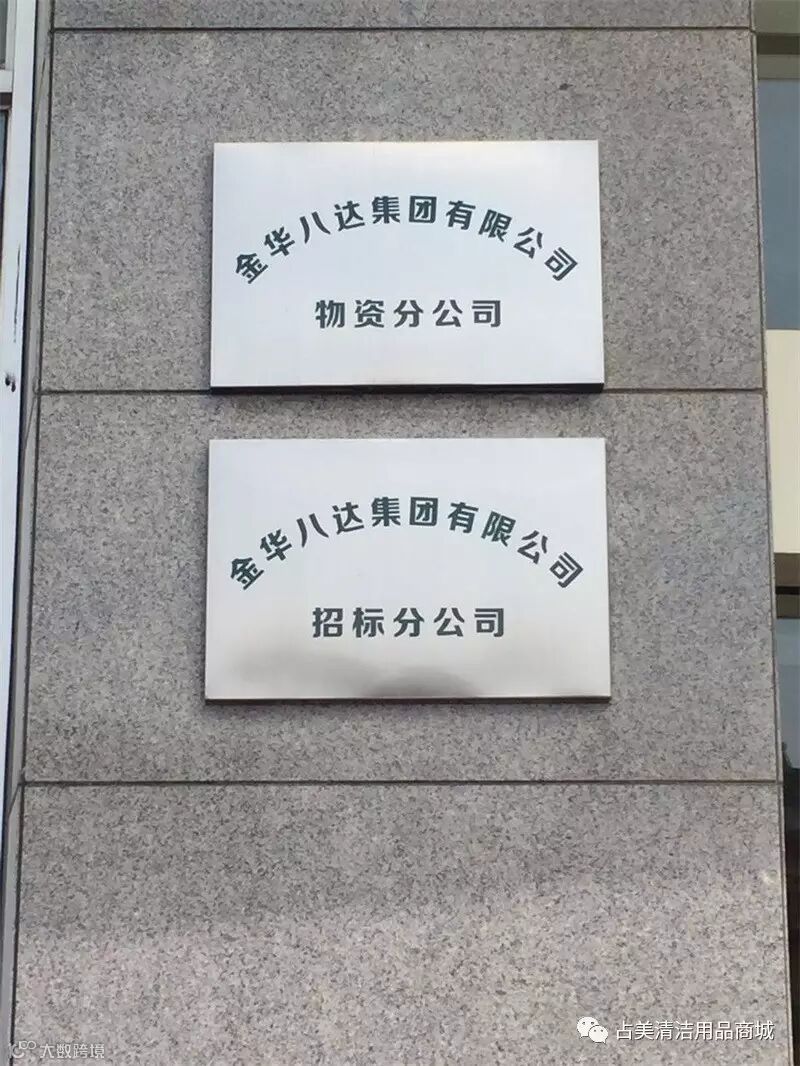 金华八达集团有限公司
物资分公司
金华八达集团有限公司
招标分公司
占美清洁用品商城
大数跨境